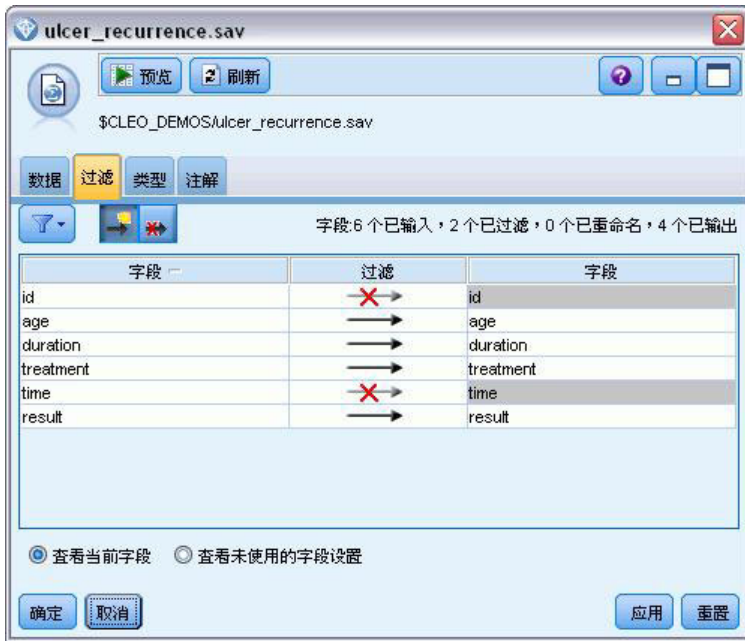 ulcer_recurrence.sav
预览 刷新
$CLEO_DEMOS/ulcer_recurrence.sav
数据 过滤 类型 注解
字段:6 个已输入，2 个已过滤，0 个已重命名，4 个已输出
字段 过滤 字段
id id
age age
duration duration
treatment treatment
time time
result result
查看当前字段 查看未使用的字段设置
确定 取消 应用 重置